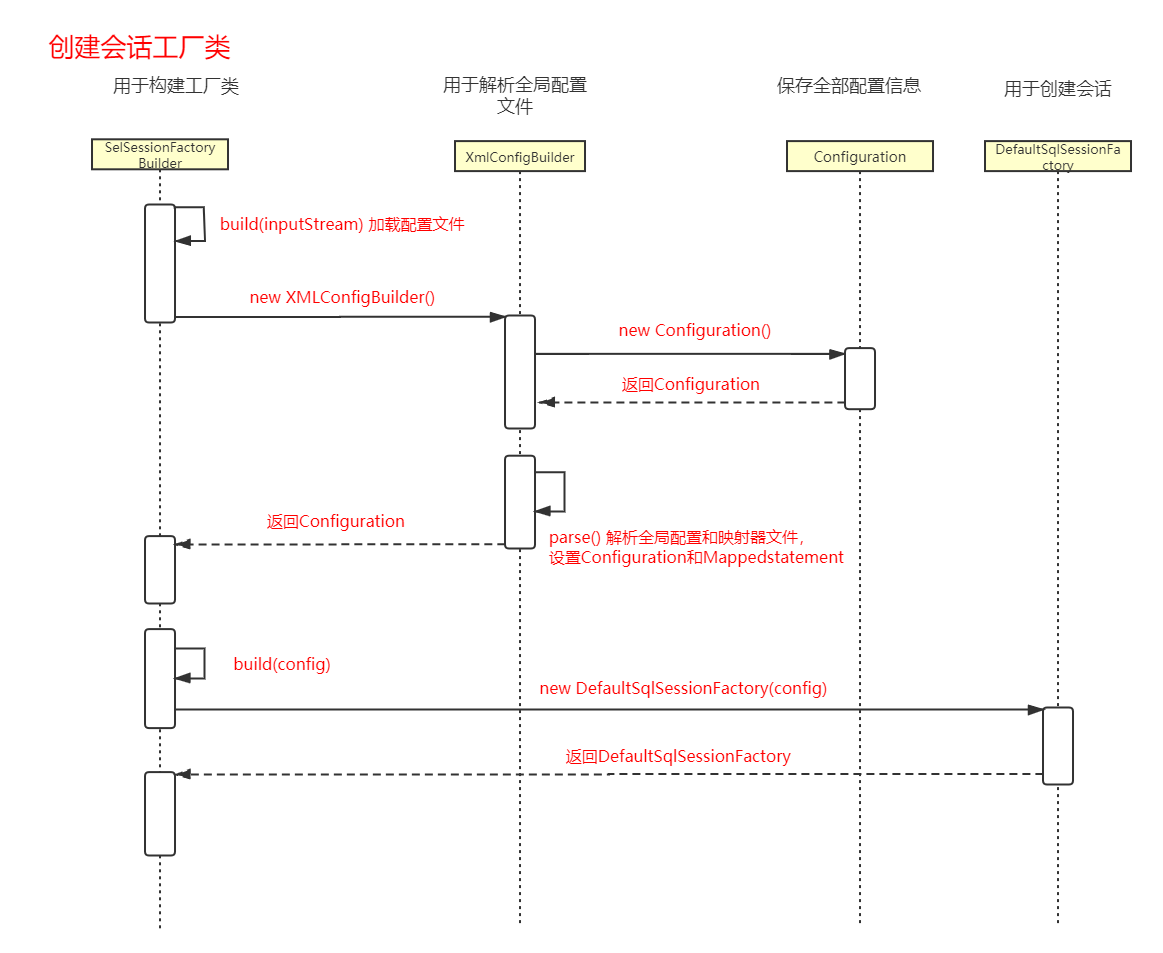 创建会话工厂类
用于构建工厂类
用于解析全局配置
文件
保存全部配置信息
用于创建会话
SelSessionFactory
Builder
XmlConfigBuilder
Configuration
DefaultSqlSessionFa
ctory
build(inputStream) 加载配置文件
new XMLConfigBuilder()
new Configuration()
返回Configuration
返回Configuration
parse() 解析全局配置和映射器文件,
设置Configuration和Mappedstatement
build(config)
new DefaultSqlSessionFactory(config)
返回DefaultSqlSessionFactory